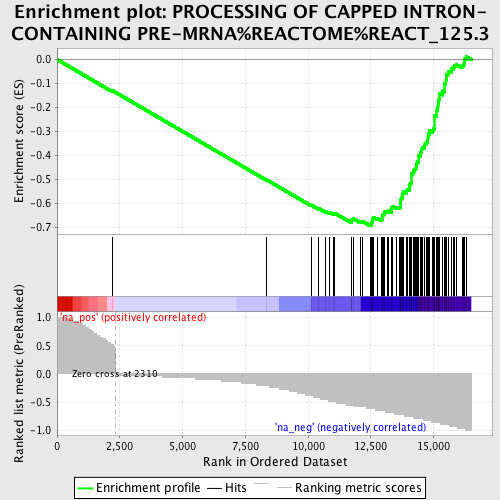 Enrichment plot: PROCESSING OF CAPPED INTRON-
CONTAINING PRE-MRNA%REACTOME%REACT_125.3
Enrichment score (ES)
0.0
-0.1
-0.2
-0.3
-0.4
-0.5
-0.6
-0.7
Ranked list metric (PreRanked)
1.0
0.5
0.0
-0.5
-1.0
'na_pos' (positively correlated)
Zero cross at 2310
'na_neg' (negatively correlated)
0 2,500 5,000 7,500 10,000 12,500 15,000
Rank in Ordered Dataset
Enrichment profile Hits Ranking metric scores